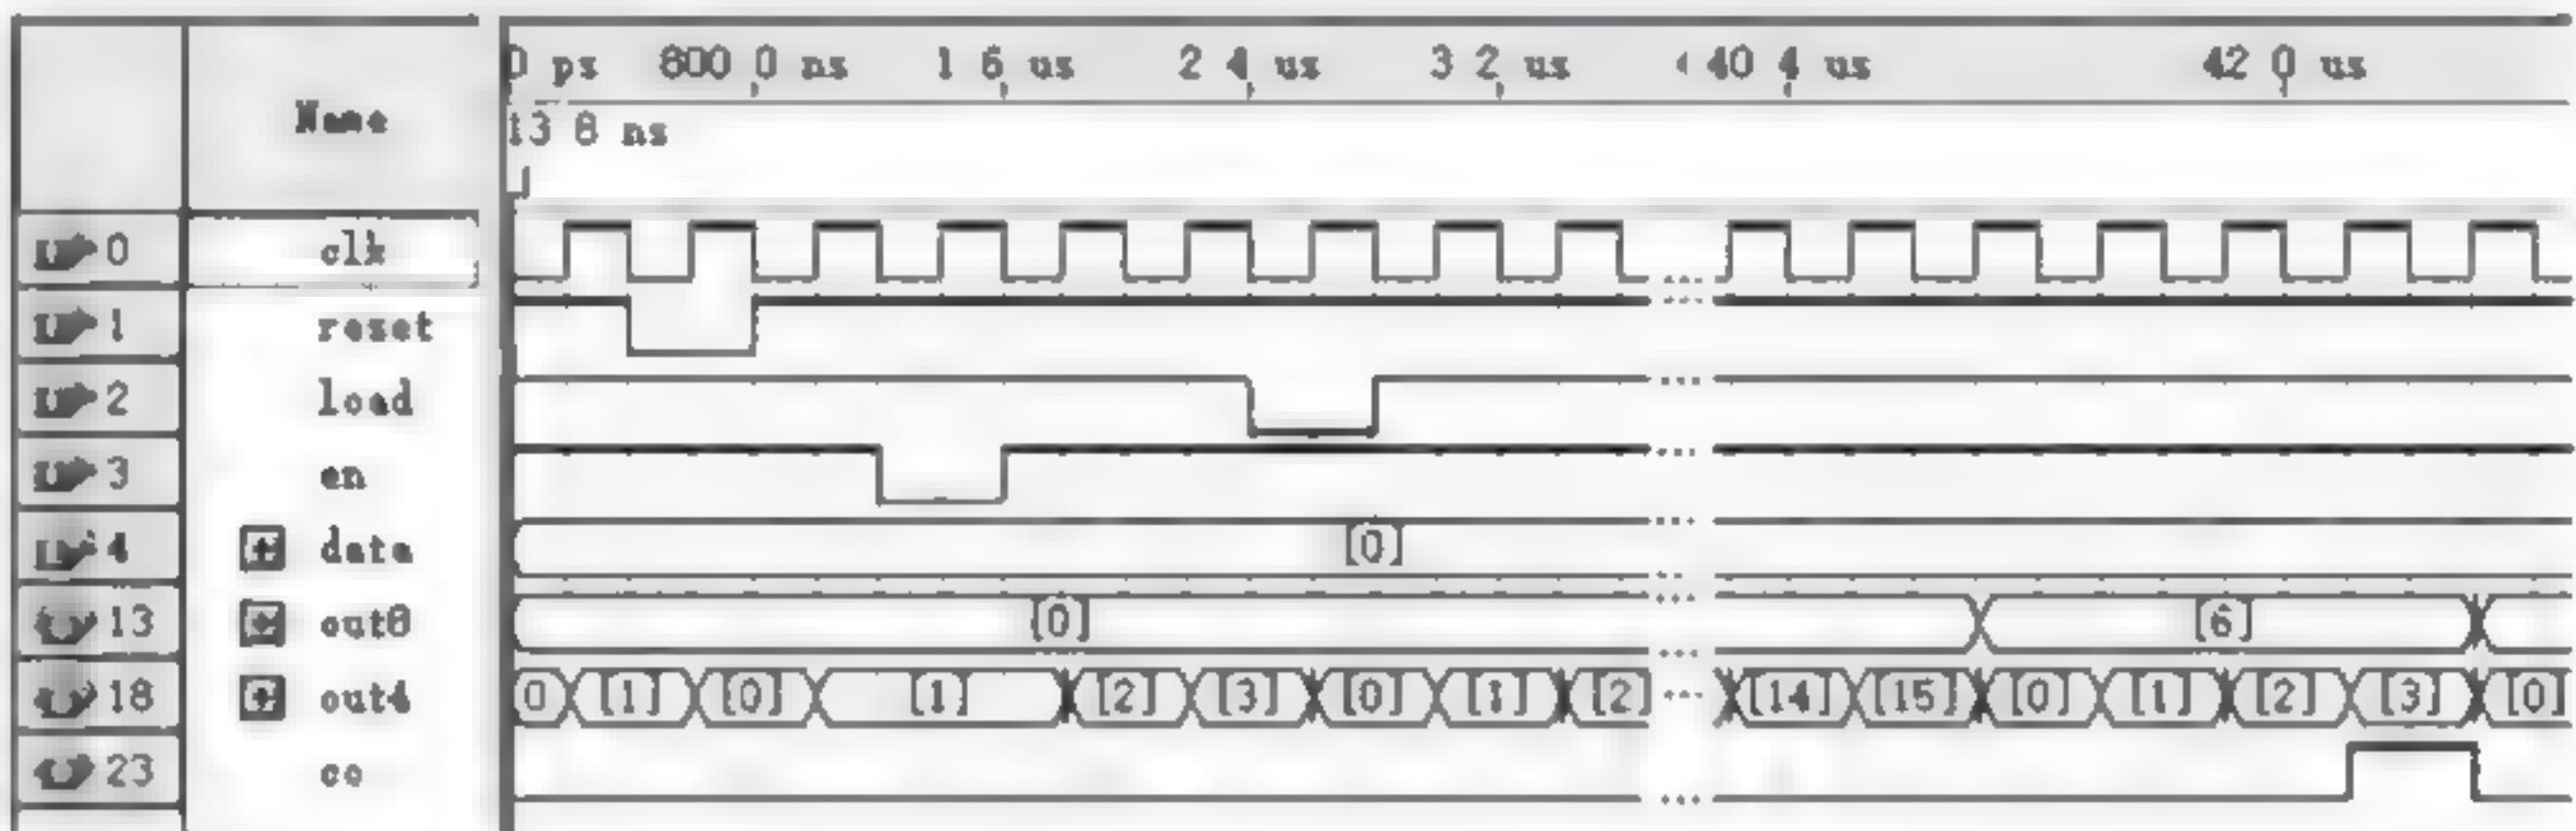 0 ps 800 0 ns 1 6 us 2 4 us 3 2 us 40 4 us 42 0 us
Name
13 8 ns
0 clk
1 reset
2 load
3 en
4 data [0]
13 out8 [0] [6]
18 out4 0 [1] [0] [1] [2] [3] [0] [1] [2] ... [14] [15] [0] [1] [2] [3] [0]
23 co